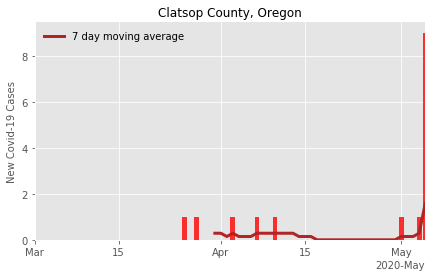 Clatsop County, Oregon
7 day moving average
New Covid-19 Cases
8
6
4
2
0
Mar 15 Apr 15 May
2020-May